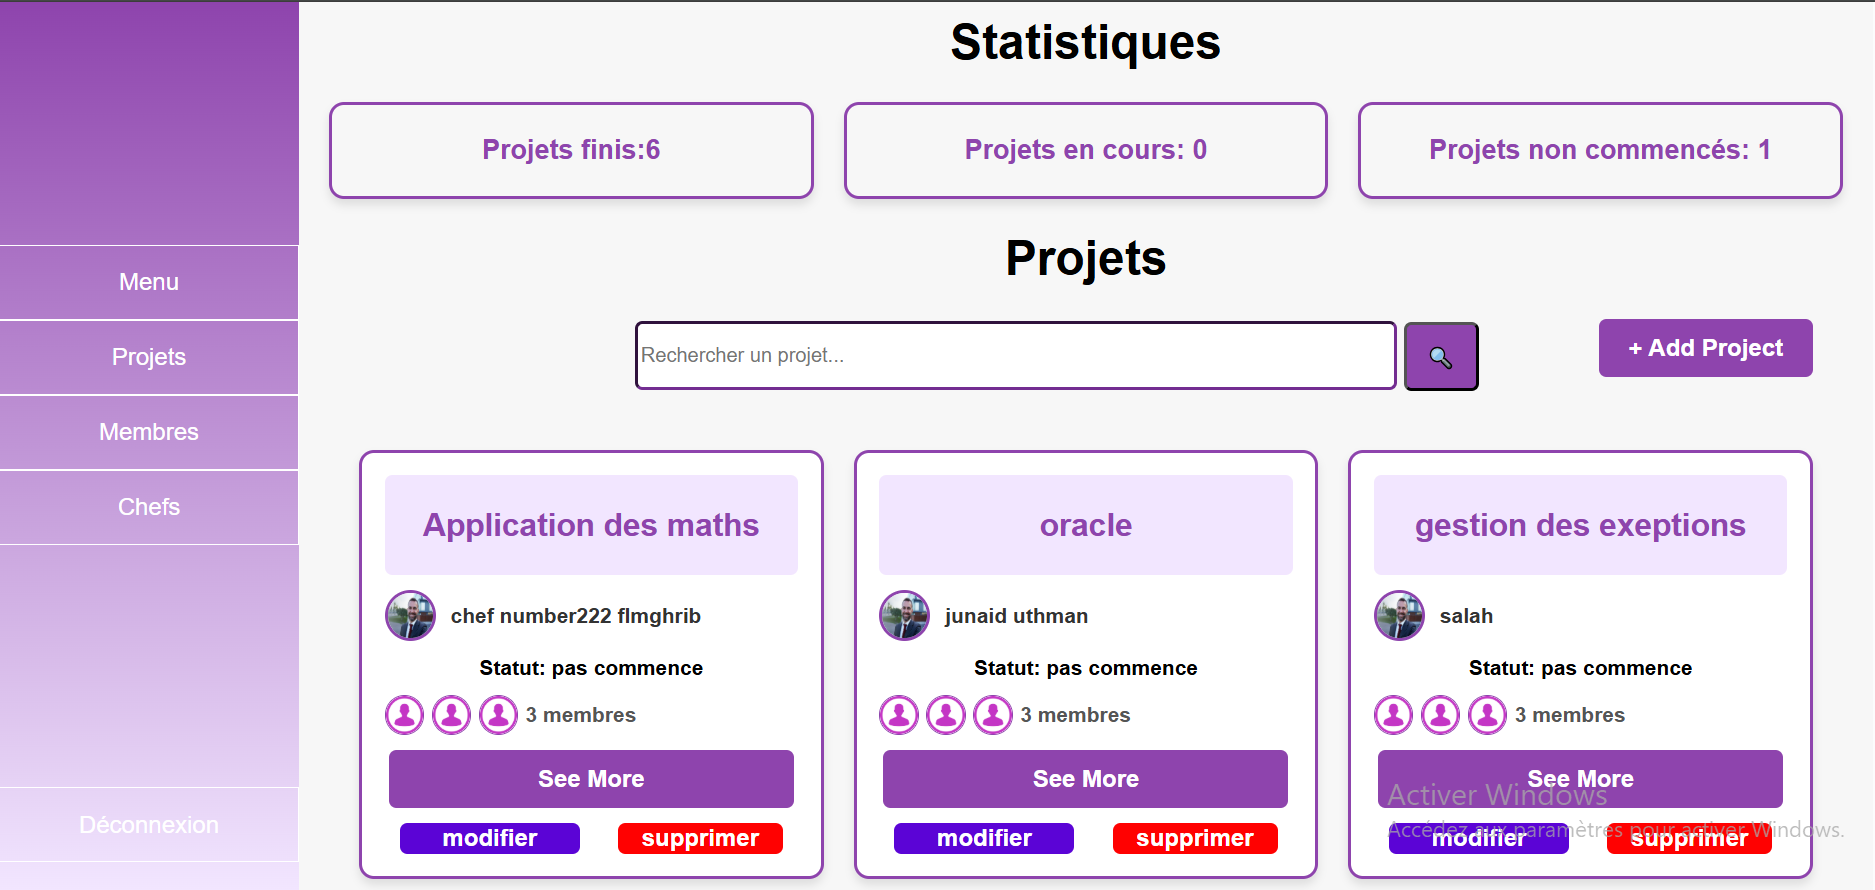 Statistiques
Projets finis:6
Projets en cours: 0
Projets non commencés: 1
Menu
Projets
Membres
Chefs
Déconnexion
Projets
Rechercher un projet...
+ Add Project
Application des maths
chef number222 flmghrib
Statut: pas commence
3 membres
See More
modifier
supprimer
oracle
junaid uthman
Statut: pas commence
3 membres
See More
modifier
supprimer
gestion des exeptions
salah
Statut: pas commence
3 membres
See More
modifier
supprimer
Activer Windows
Accédez aux paramètres pour activer Windows.